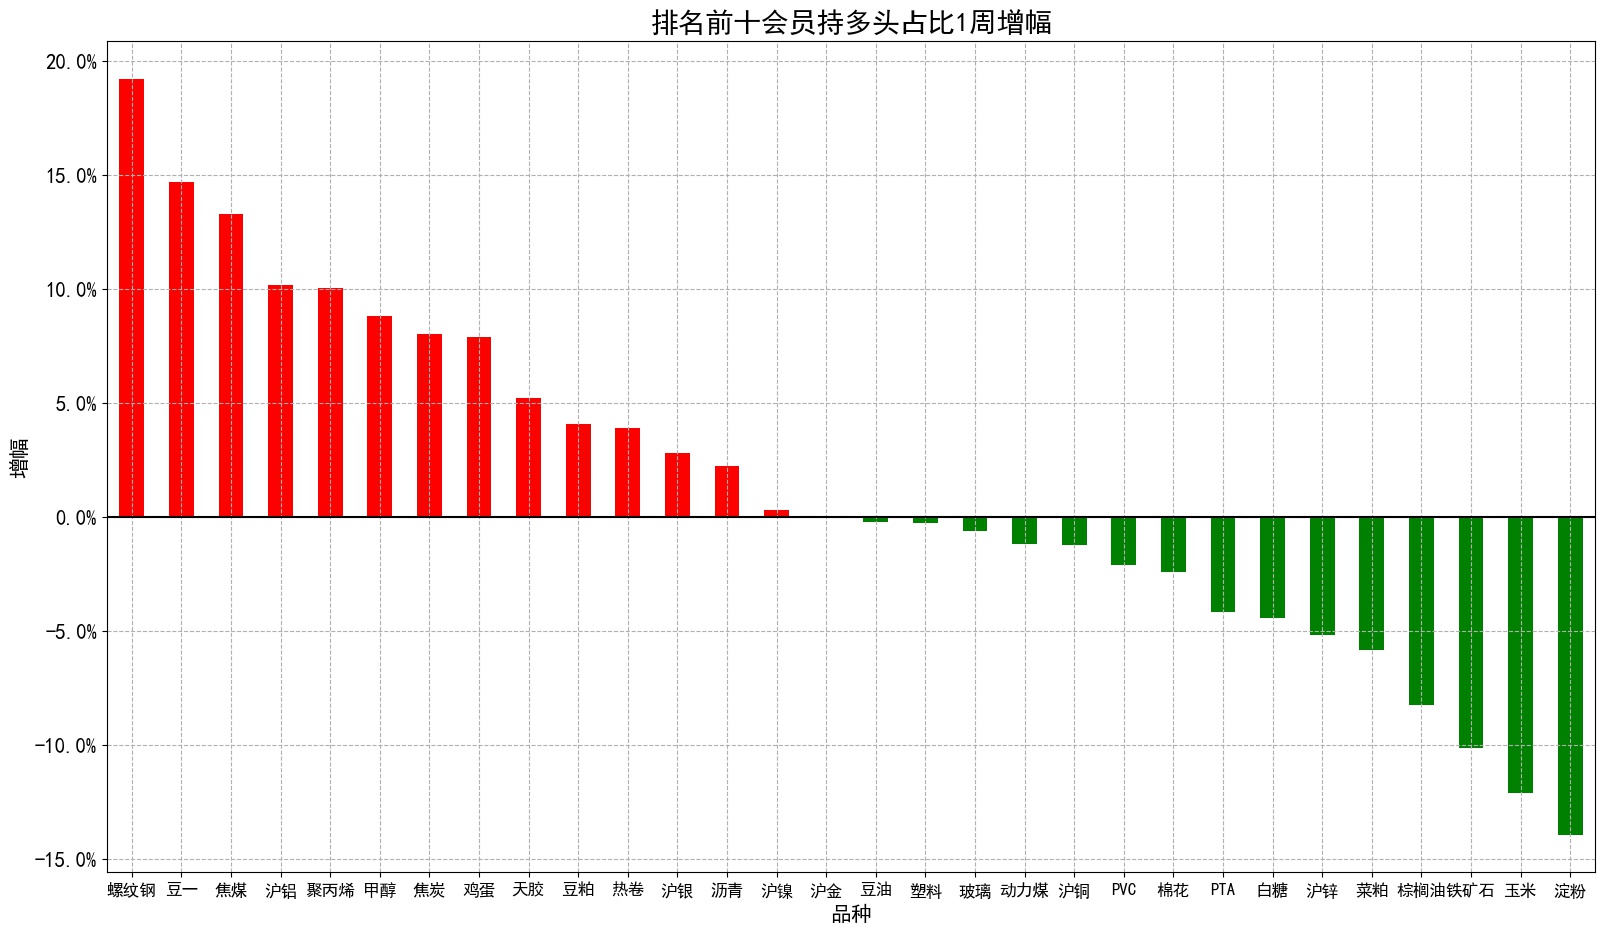 排名前十会员持多头占比1周增幅
20.0%
15.0%
10.0%
5.0%
0.0%
−5.0%
−10.0%
−15.0%
增幅
螺纹钢 豆一 焦煤 沪铝 聚丙烯 甲醇 焦炭 鸡蛋 天胶 豆粕 热卷 沪银 沥青 沪镍 沪金 豆油 塑料 玻璃 动力煤 沪铜 PVC 棉花 PTA 白糖 沪锌 菜粕 棕榈油 铁矿石 玉米 淀粉
品种